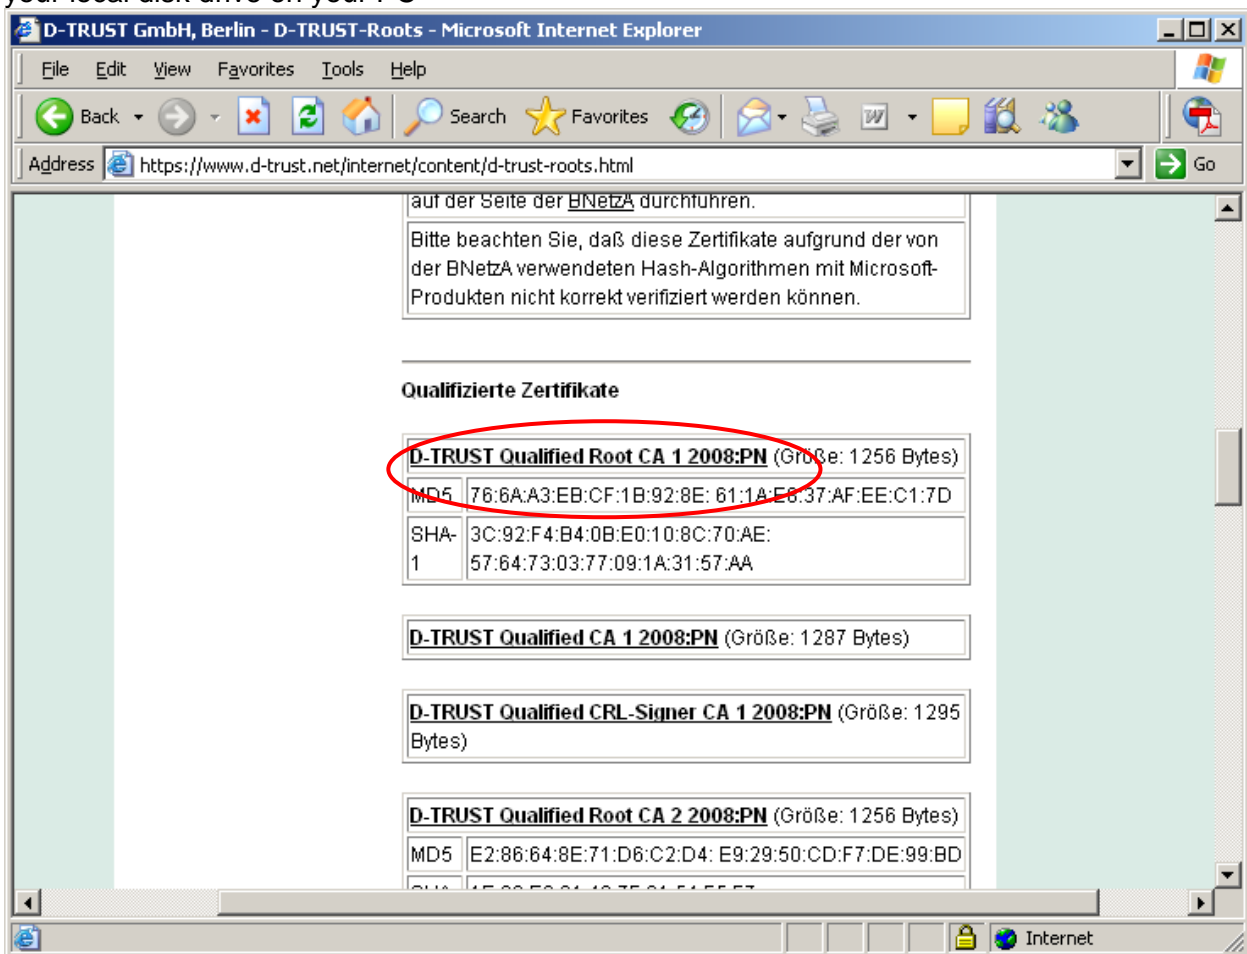 your local disk drive on your PC
D-TRUST GmbH, Berlin - D-TRUST-Roots - Microsoft Internet Explorer
File Edit View Favorites Tools Help
Back Search Favorites
Address https://www.d-trust.net/internet/content/d-trust-roots.html Go
auf der Seite der BNetzA durchführen.
Bitte beachten Sie, daß diese Zertifikate aufgrund der von
der BNetzA verwendeten Hash-Algorithmen mit Microsoft-
Produkten nicht korrekt verifiziert werden können.
Qualifizierte Zertifikate
D-TRUST Qualified Root CA 1 2008:PN (Größe: 1256 Bytes)
MD5 76:6A:A3:EB:CF:1B:92:8E: 61:1A:E6:37:AF:EE:C1:7D
SHA- 3C:92:F4:B4:0B:E0:10:8C:70:AE:
1 57:64:73:03:77:09:1A:31:57:AA
D-TRUST Qualified CA 1 2008:PN (Größe: 1287 Bytes)
D-TRUST Qualified CRL-Signer CA 1 2008:PN (Größe: 1295
Bytes)
D-TRUST Qualified Root CA 2 2008:PN (Größe: 1256 Bytes)
MD5 E2:86:64:8E:71:D6:C2:D4: E9:29:50:CD:F7:DE:99:BD
Internet